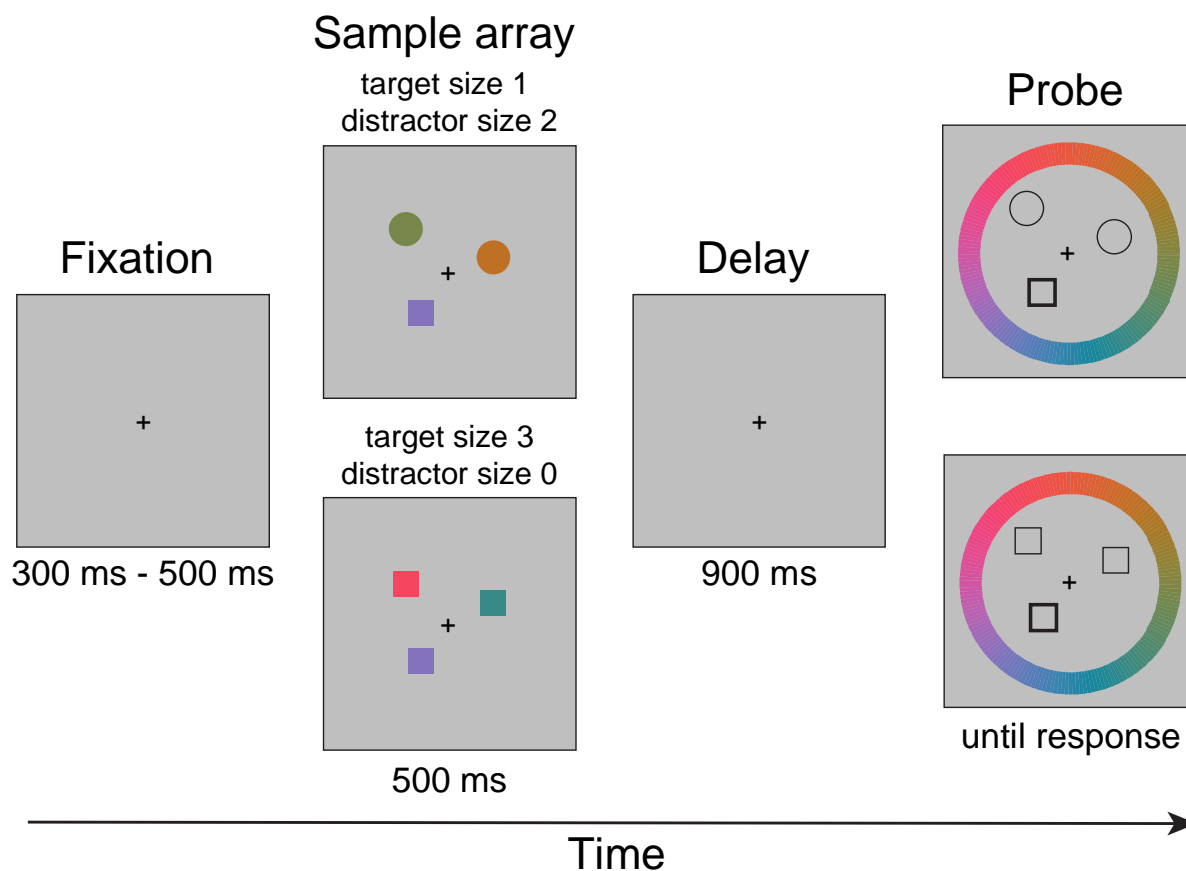 Sample array
target size 1
distractor size 2
Probe
Fixation
Delay
300 ms - 500 ms
target size 3
distractor size 0
900 ms
500 ms
until response
Time